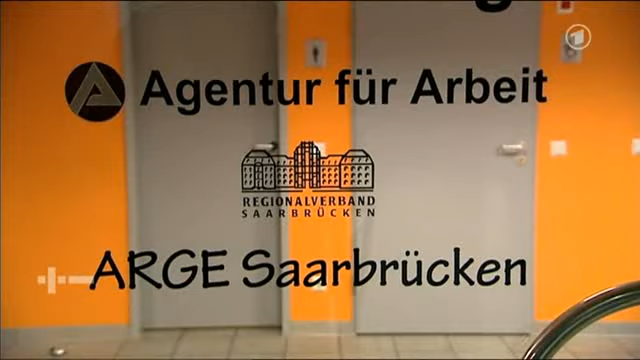 Agentur für Arbeit
REGIONALVERBAND
SAARBRÜCKEN
ARGE Saarbrücken